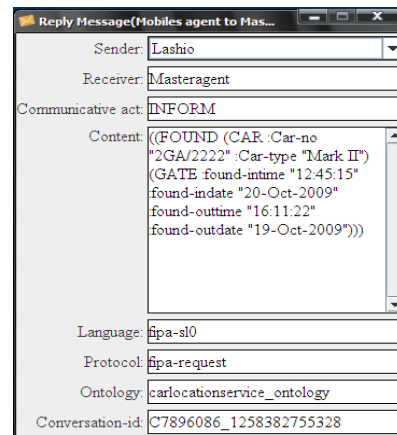 Reply Message(Mobiles agent to Mas...
Sender: Lashio
Receiver: Masteragent
Communicative act: INFORM
Content: ((FOUND (CAR :Car-no
"2GA/2222" :Car-type "Mark II")
(GATE :found-intime "12:45:15"
:found-indate "20-Oct-2009"
:found-outtime "16:11:22"
:found-outdate "19-Oct-2009")))
Language: fipa-sl0
Protocol: fipa-request
Ontology: carlocationservice_ontology
Conversation-id: C7896086_1258382755328